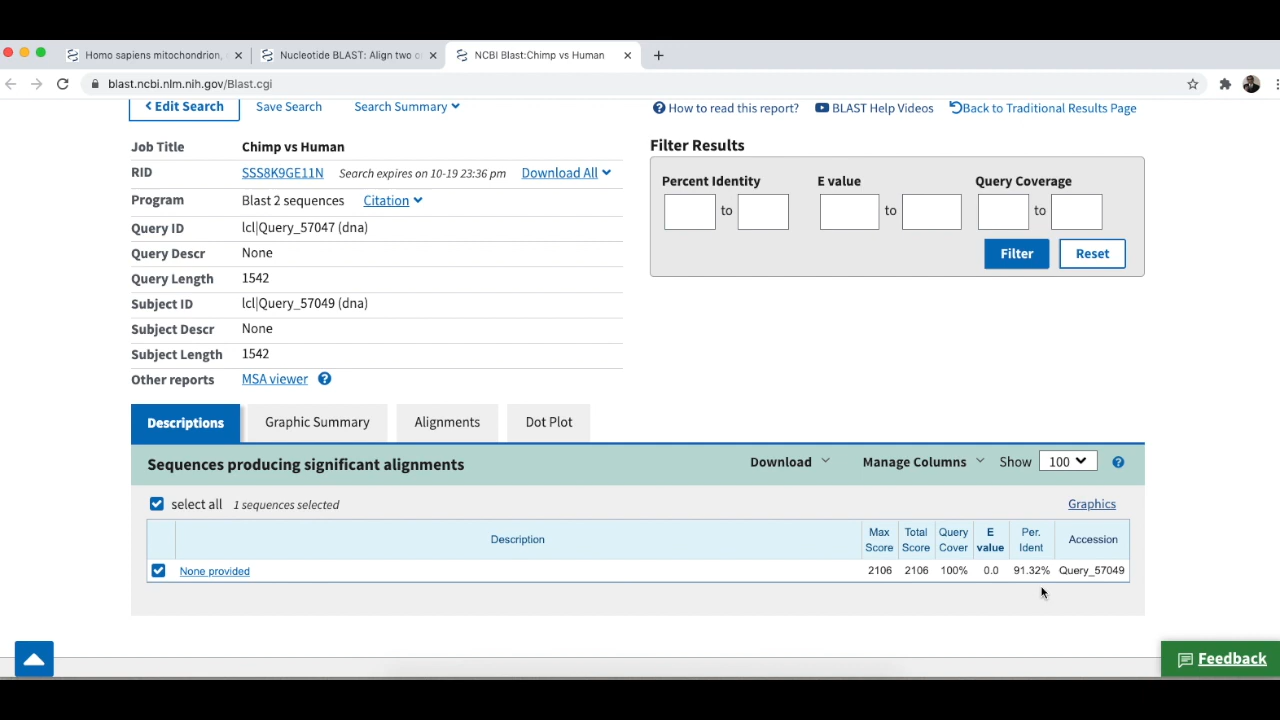 Homo sapiens mitochondrion,
Nucleotide BLAST: Align two
NCBI Blast:Chimp vs Human
blast.ncbi.nlm.nih.gov/Blast.cgi
Edit Search Save Search Search Summary
How to read this report? BLAST Help Videos Back to Traditional Results Page
Job Title Chimp vs Human
RID SSS8K9GE11N Search expires on 10-19 23:36 pm Download All
Program Blast 2 sequences Citation
Query ID lcl|Query_57047 (dna)
Query Descr None
Query Length 1542
Subject ID lcl|Query_57049 (dna)
Subject Descr None
Subject Length 1542
Other reports MSA viewer ?
Filter Results
Percent Identity E value Query Coverage
to to to
Filter Reset
Descriptions Graphic Summary Alignments Dot Plot
Sequences producing significant alignments Download Manage Columns Show 100 ?
select all 1 sequences selected Graphics
Description Max Score Total Score Query Cover E value Per. Ident Accession
None provided 2106 2106 100% 0.0 91.32% Query_57049
Feedback